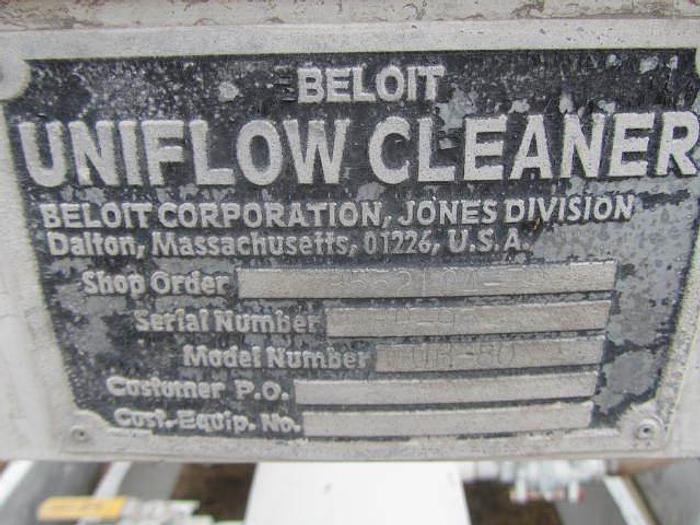 BELOIT
UNIFLOW CLEANER
BELOIT CORPORATION, JONES DIVISION
Dalton, Massachusetts, 01226, U.S.A.
Shop Order
Serial Number
Model Number
Customer P.O.
Cust. Equip. No.